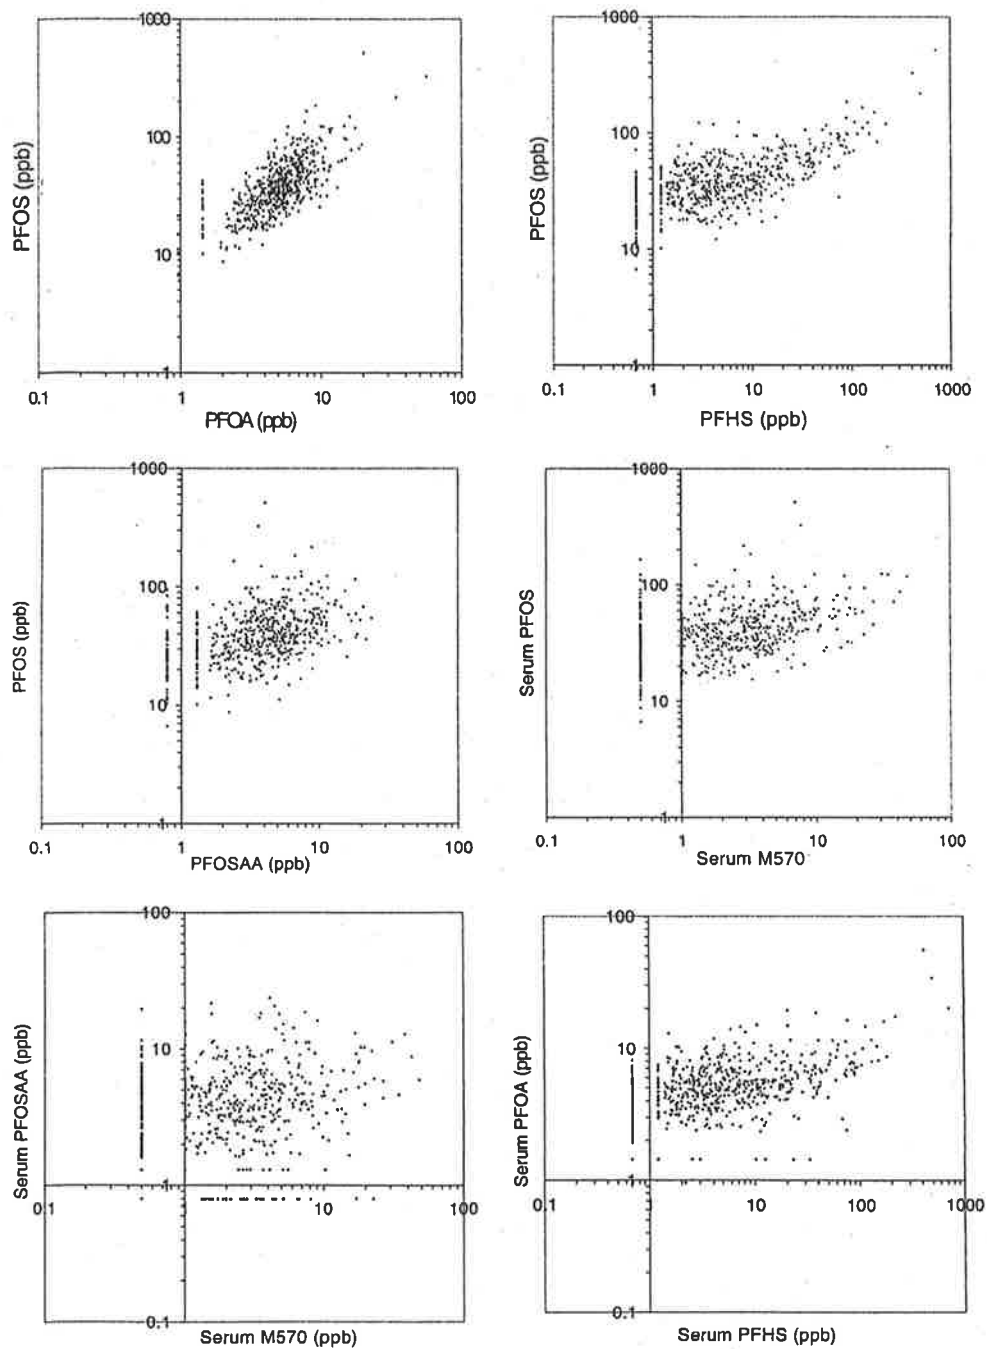 1000
1000
PFOS (ppb)
100
10
1
0.1 1 10 100
PFOA (ppb)
PFOS (ppb)
100
10
1
0.1 1 10 100 1000
PFHS (ppb)
1000
PFOS (ppb)
100
10
1
0.1 1 10 100
PFOSAA (ppb)
1000
Serum PFOS
100
10
1
0.1 1 10 100
Serum M570
100
Serum PFOSAA (ppb)
10
1
0.1 10 100
0.1
Serum M570 (ppb)
100
Serum PFOA (ppb)
10
1
0.1 1 10 100 1000
0.1
Serum PFHS (ppb)